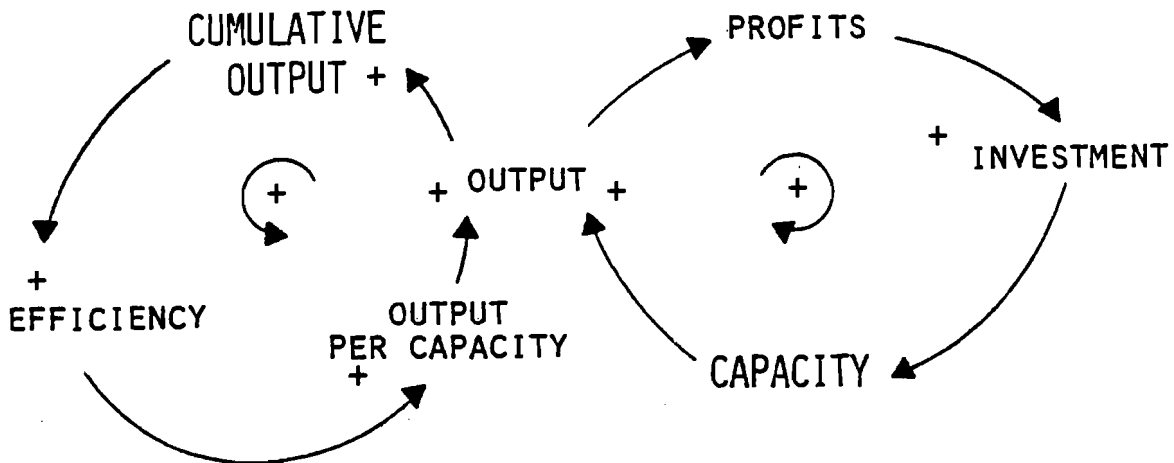 CUMULATIVE
OUTPUT +
PROFITS
+
INVESTMENT
+
+ OUTPUT +
+
+
EFFICIENCY
OUTPUT
PER CAPACITY
+
CAPACITY